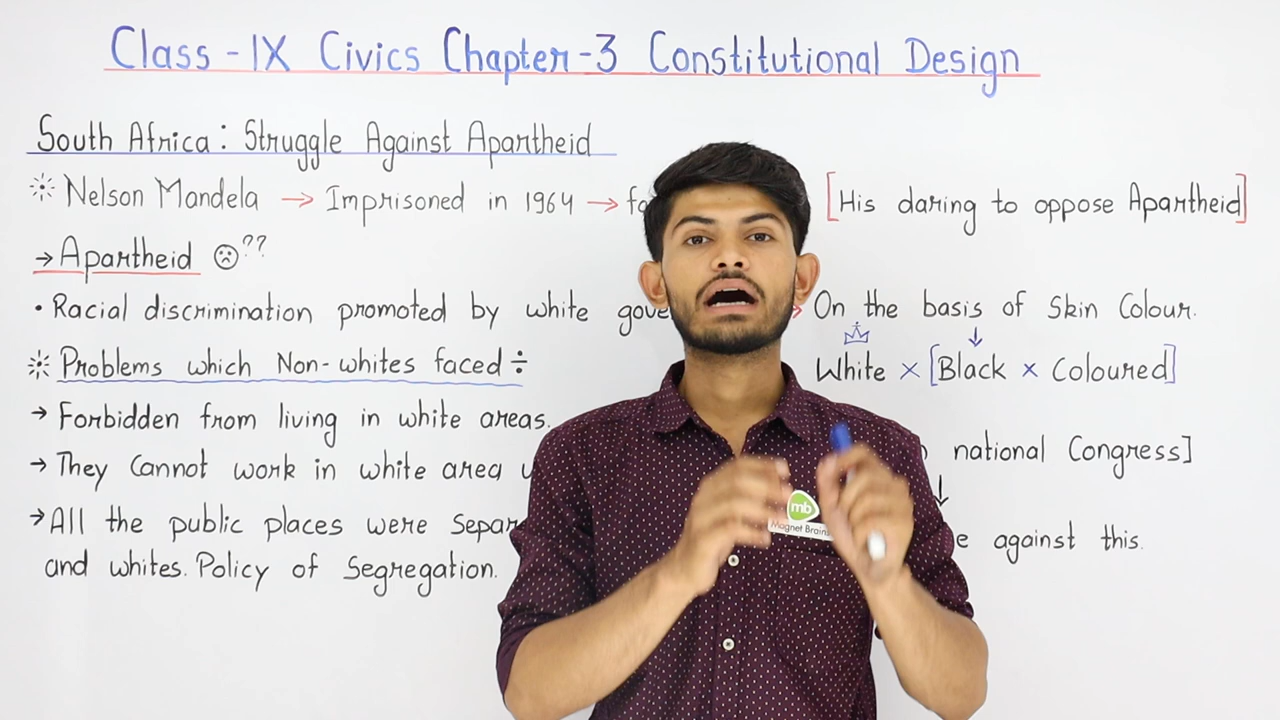 Class - IX Civics Chapter - 3 Constitutional Design
South Africa : Struggle Against Apartheid
Nelson Mandela → Imprisoned in 1964 → [His daring to oppose Apartheid]
→ Apartheid ??
• Racial discrimination promoted by white → On the basis of Skin Colour.
Problems which Non-whites faced ÷
White × [Black × Coloured]
→ Forbidden from living in white areas.
national Congress]
→ They Cannot work in white area
→ All the public places were
against this.
and whites. Policy of Segregation.
mb
Magnet Brains